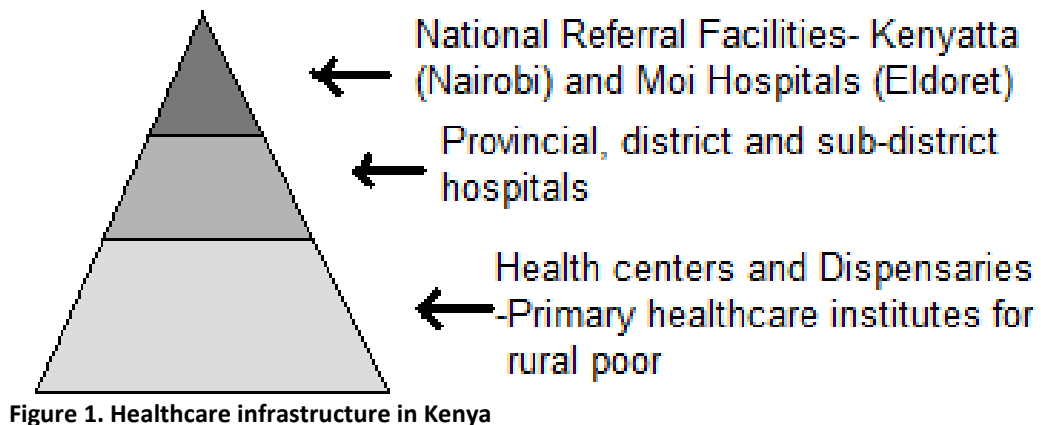 National Referral Facilities- Kenyatta
(Nairobi) and Moi Hospitals (Eldoret)
Provincial, district and sub-district
hospitals
Health centers and Dispensaries
-Primary healthcare institutes for
rural poor
Figure 1. Healthcare infrastructure in Kenya